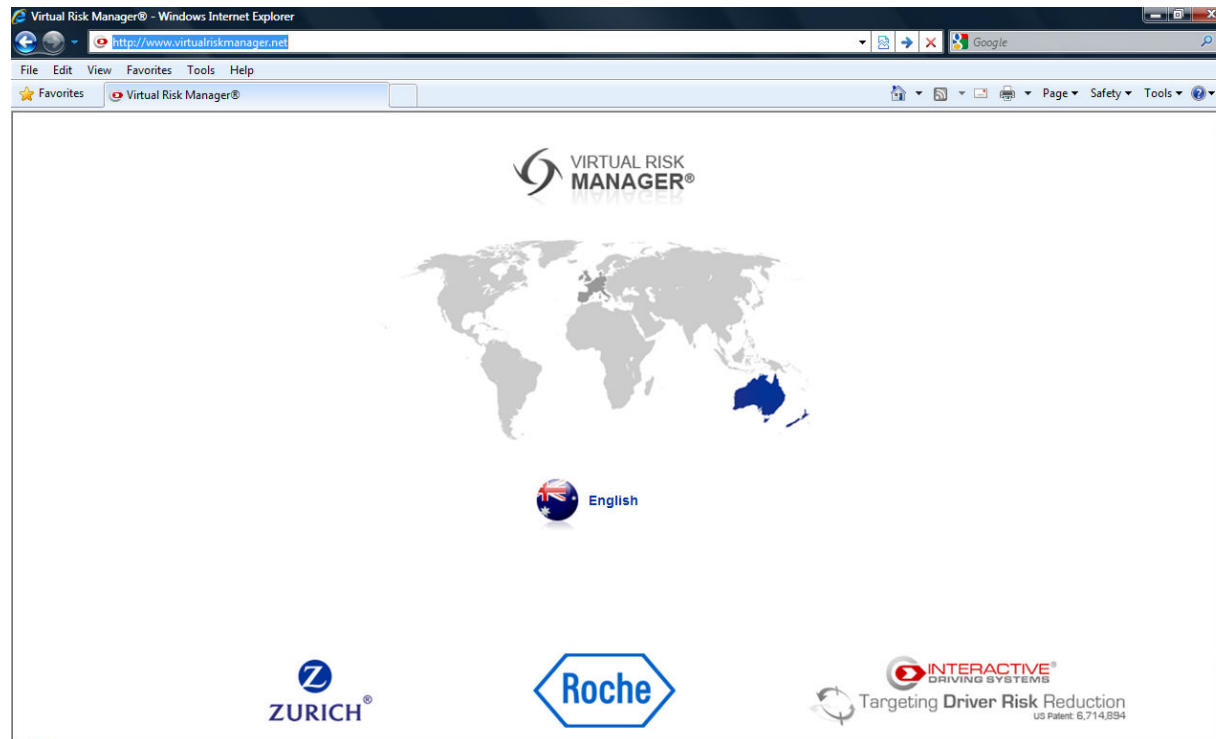 Virtual Risk Manager® - Windows Internet Explorer
http://www.virtualriskmanager.net
Google
File Edit View Favorites Tools Help
Favorites Virtual Risk Manager® Page Safety Tools
VIRTUAL RISK
MANAGER®
English
Z
ZURICH®
Roche
INTERACTIVE®
DRIVING SYSTEMS
Targeting Driver Risk Reduction
US Patent: 6,714,894